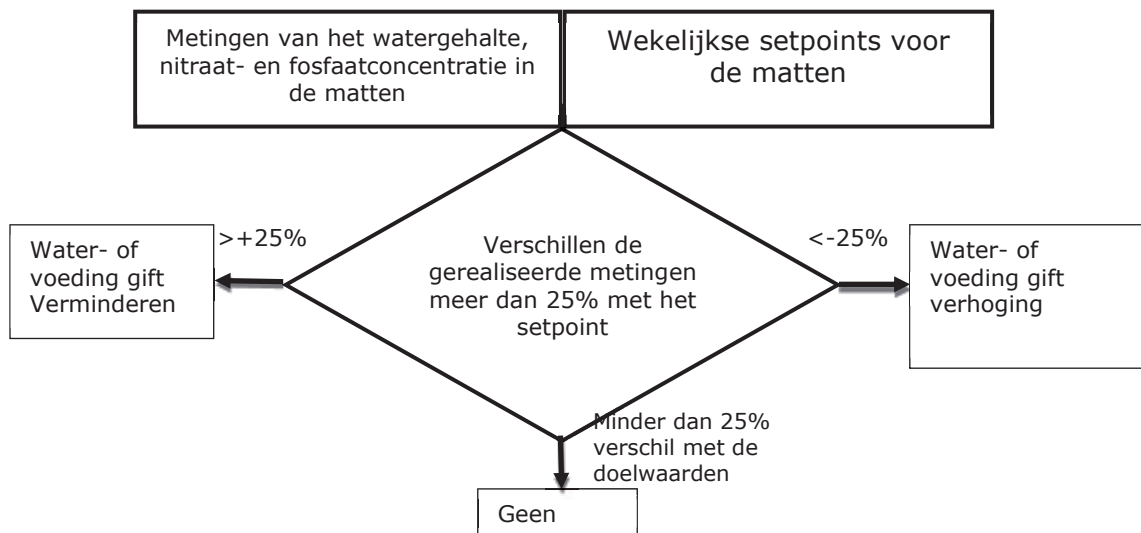 Metingen van het watergehalte,
nitraat- en fosfaatconcentratie in
de matten
Wekelijkse setpoints voor
de matten
>+25%
<-25%
Water- of
voeding gift
Verminderen
Verschillen de
gerealiseerde metingen
meer dan 25% met het
setpoint
Water- of
voeding gift
verhoging
Minder dan 25%
verschil met de
doelwaarden
Geen